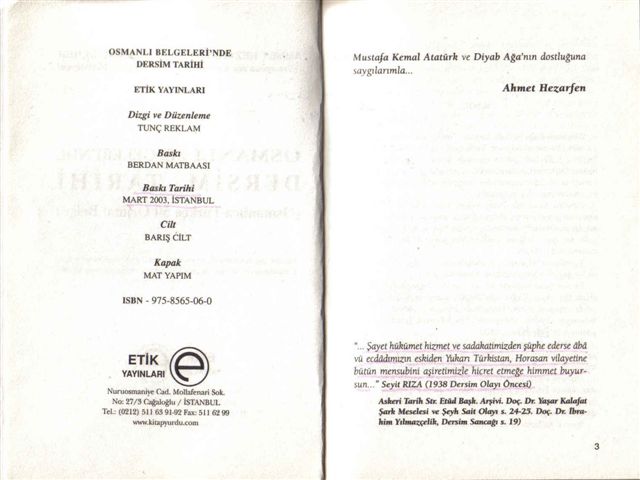 OSMANLI BELGELERİ'NDE
DERSİM TARİHİ
ETİK YAYINLARI
Dizgi ve Düzenleme
TUNÇ REKLAM
Baskı
BERDAN MATBAASI
Baskı Tarihi
MART 2003, İSTANBUL
Cilt
BARIŞ CİLT
Kapak
MAT YAPIM
ISBN - 975-8565-06-0
ETİK
YAYINLARI
e
Nuruosmaniye Cad. Mollafenari Sok.
No: 27/3 Cağaloğlu / İSTANBUL
Tel.: (0212) 511 63 91-92 Fax: 511 62 99
www.kitapyurdu.com
Mustafa Kemal Atatürk ve Diyab Ağa'nın dostluğuna
saygılarımla...
Ahmet Hezarfen
"... Şayet hükümet hizmet ve sadakatimizden şüphe ederse âbâ
vü ecdâdımızın eskiden Yukarı Türkistan, Horasan vilayetine
bütün mensubini aşiretimizle hicret etmeğe himmet buyur-
sun..." Seyit RIZA (1938 Dersim Olayı Öncesi)
Askeri Tarih Str. Etüd Başk. Arşivi. Doç. Dr. Yaşar Kalafat
Şark Meselesi ve Şeyh Sait Olayı s. 24-25. Doç. Dr. İbra-
him Yılmazçelik, Dersim Sancağı s. 19)
3